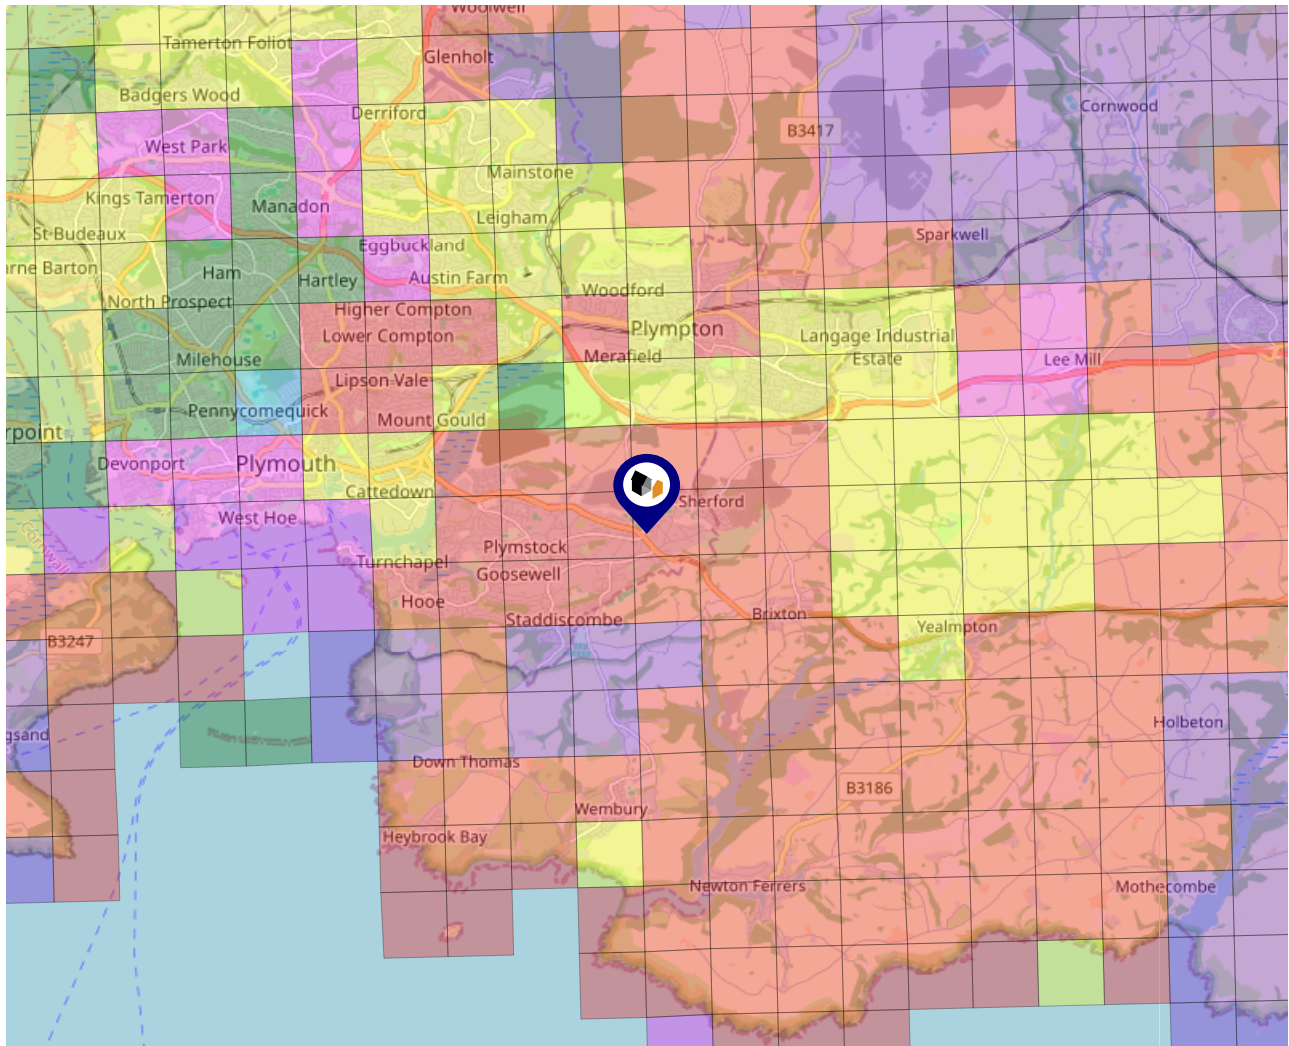 Woolwell
Tamerton Foliot
Glenholt
Badgers Wood
Derriford
Cornwood
B3417
West Park
Mainstone
Kings Tamerton
Manadon
Leigham
St Budeaux
Sparkwell
Eggbuckland
arne Barton
Ham
Hartley
Austin Farm
Woodford
North Prospect
Higher Compton
Plympton
Lower Compton
Langage Industrial
Estate
Milehouse
Merafield
Lee Mill
Lipson Vale
Pennycomequick
Mount Gould
rpoint
Devonport
Plymouth
Cattedown
Sherford
West Hoe
Cornwall
Plymstock
Turnchapel
Goosewell
Hooe
Staddiscombe
Brixton
Yealmpton
B3247
Holbeton
gsand
Down Thomas
B3186
Wembury
Heybrook Bay
Newton Ferrers
Mothecombe